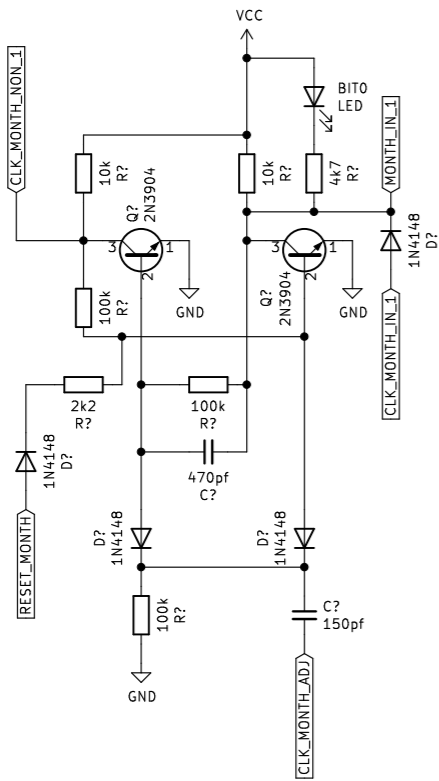 VCC
CLK_MONTH_NON_1
BIT0
LED
MONTH_IN_1
10k
R?
Q?
2N3904
10k
R?
4k7
R?
1N4148
D?
3
1
2
3
1
2
GND
Q?
2N3904
GND
100k
R?
CLK_MONTH_IN_1
2k2
R?
100k
R?
1N4148
D?
470pf
C?
RESET_MONTH
D?
1N4148
D?
1N4148
100k
R?
C?
150pf
GND
CLK_MONTH_ADJ